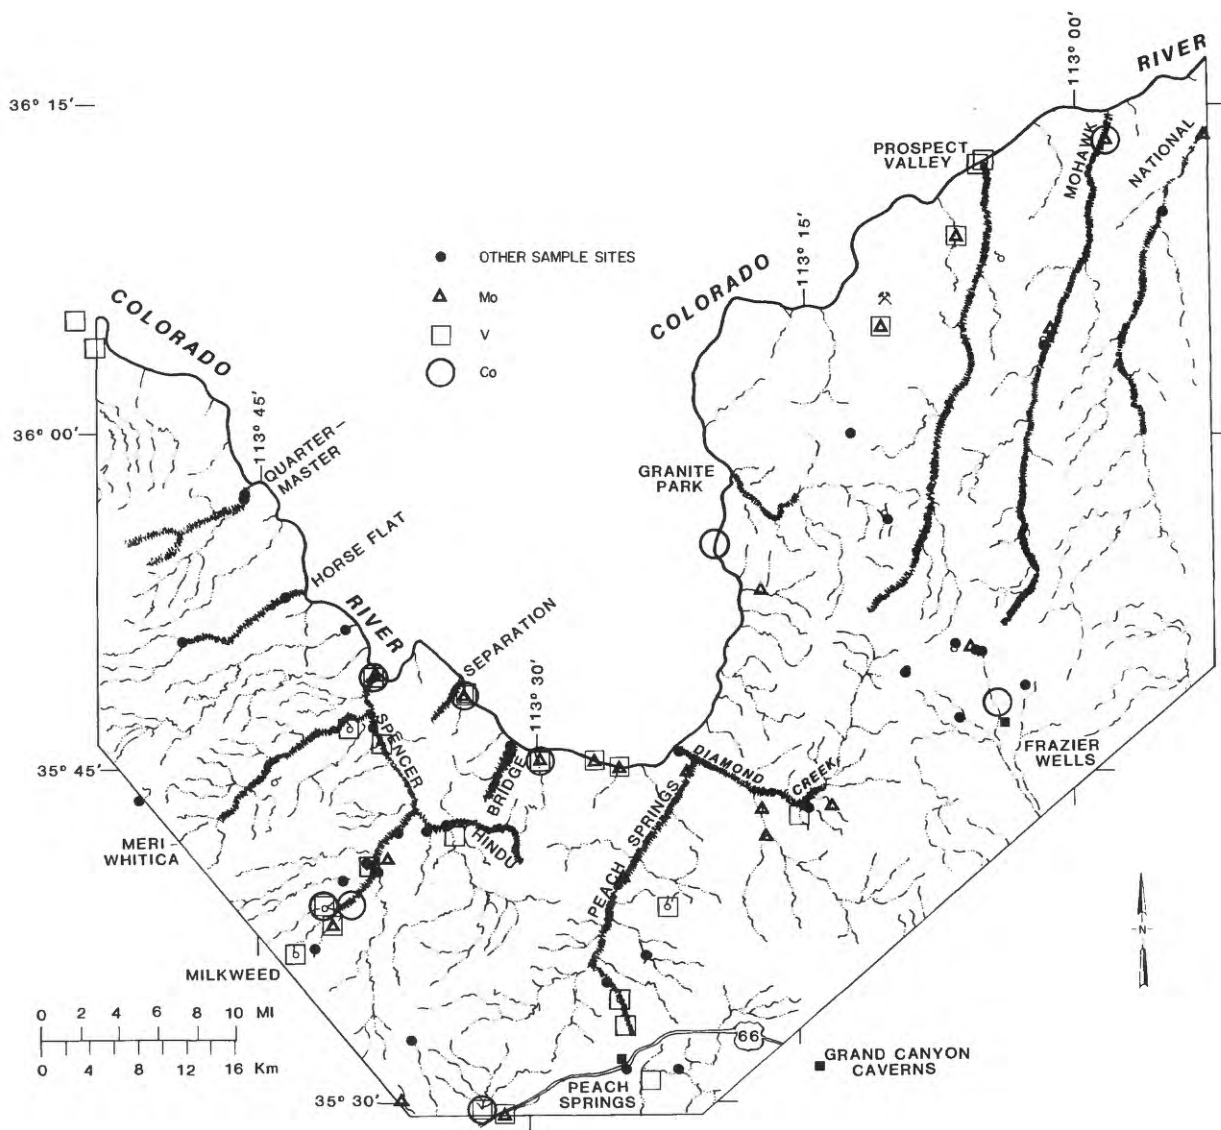 113° 00'
RIVER
36° 15'
PROSPECT
VALLEY
MOHAWK
NATIONAL
113° 15'
COLORADO
OTHER SAMPLE SITES
Mo
V
Co
COLORADO
113° 45'
36° 00'
QUARTER-
MASTER
GRANITE
PARK
HORSE FLAT
RIVER
SEPARATION
113° 30'
SPENCER
BRIDGE
HINDU
35° 45'
DIAMOND
CREEK
FRAZIER
WELLS
MERI
WHITICA
PEACH SPRINGS
MILKWEED
N
0 2 4 6 8 10 MI
0 4 8 12 16 Km
66
GRAND CANYON
CAVERNS
PEACH
SPRINGS
35° 30'